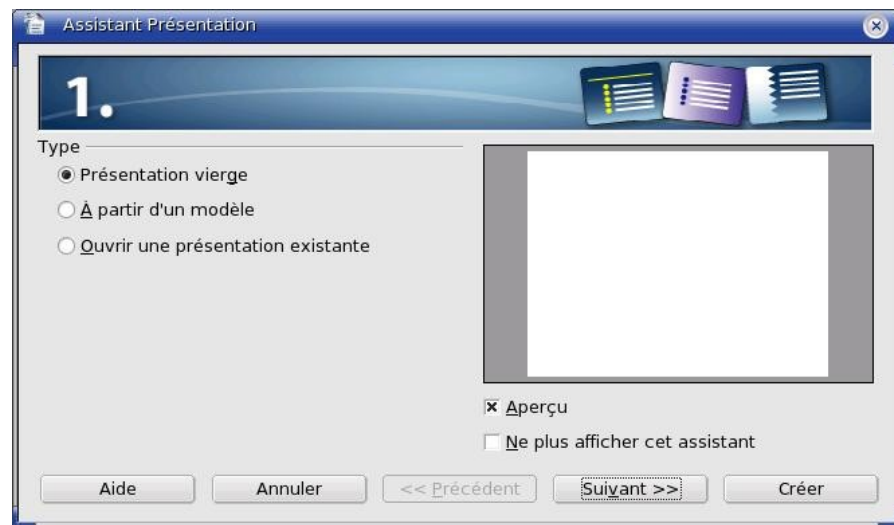 Assistant Présentation
1.
Type
Présentation vierge
À partir d'un modèle
Ouvrir une présentation existante
Aperçu
Ne plus afficher cet assistant
Aide Annuler << Précédent Suivant >> Créer